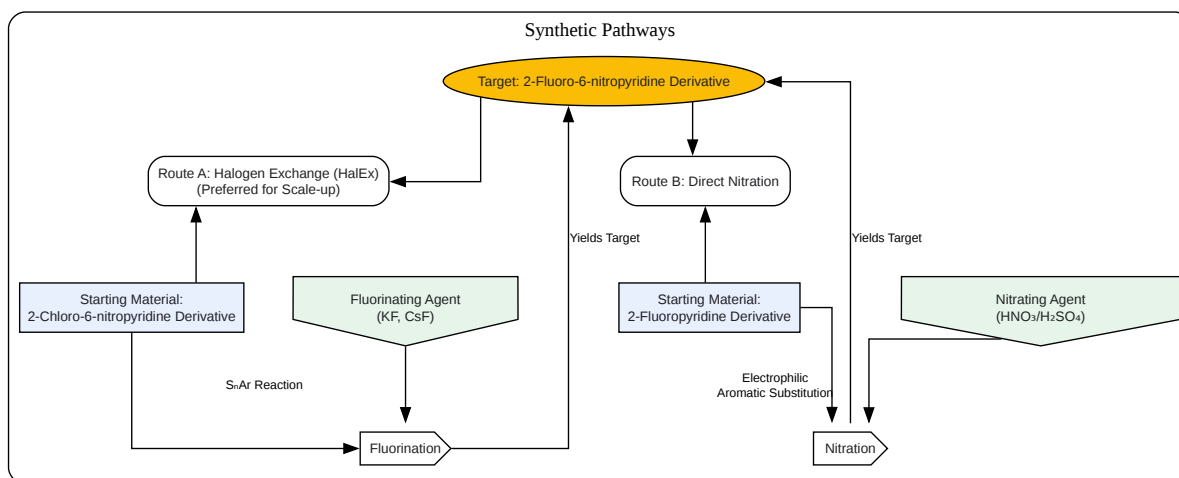 Synthetic Pathways
Target: 2-Fluoro-6-nitropyridine Derivative
Route A: Halogen Exchange (HalEx)
(Preferred for Scale-up)
Route B: Direct Nitration
Yields Target
Yields Target
Starting Material:
2-Chloro-6-nitropyridine Derivative
Fluorinating Agent
(KF, CsF)
Starting Material:
2-Fluoropyridine Derivative
Nitrating Agent
(HNO₃/H₂SO₄)
SₙAr Reaction
Electrophilic
Aromatic Substitution
Fluorination
Nitration